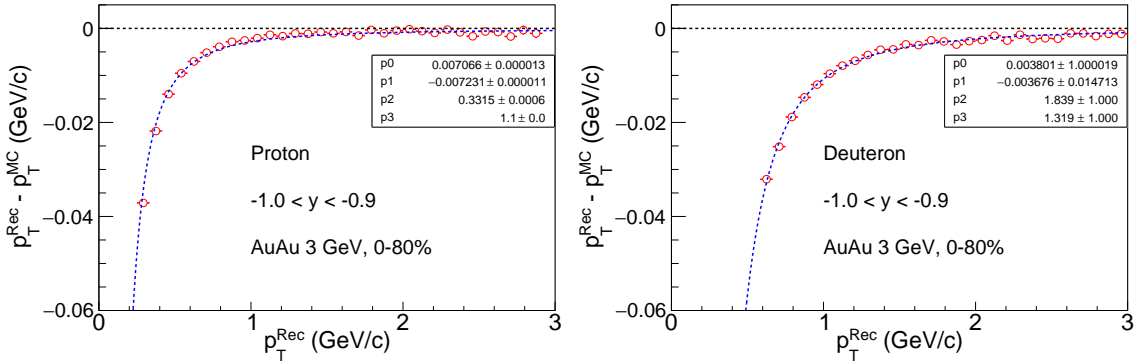 0
−0.02
−0.04
−0.06
p_T^Rec - p_T^MC (GeV/c)
p0 0.007066 ± 0.000013
p1 −0.007231 ± 0.000011
p2 0.3315 ± 0.0006
p3 1.1 ± 0.0
Proton
-1.0 < y < -0.9
AuAu 3 GeV, 0-80%
0 1 2 3
p_T^Rec (GeV/c)
0
−0.02
−0.04
−0.06
p_T^Rec - p_T^MC (GeV/c)
p0 0.003801 ± 1.000019
p1 −0.003676 ± 0.014713
p2 1.839 ± 1.000
p3 1.319 ± 1.000
Deuteron
-1.0 < y < -0.9
AuAu 3 GeV, 0-80%
0 1 2 3
p_T^Rec (GeV/c)